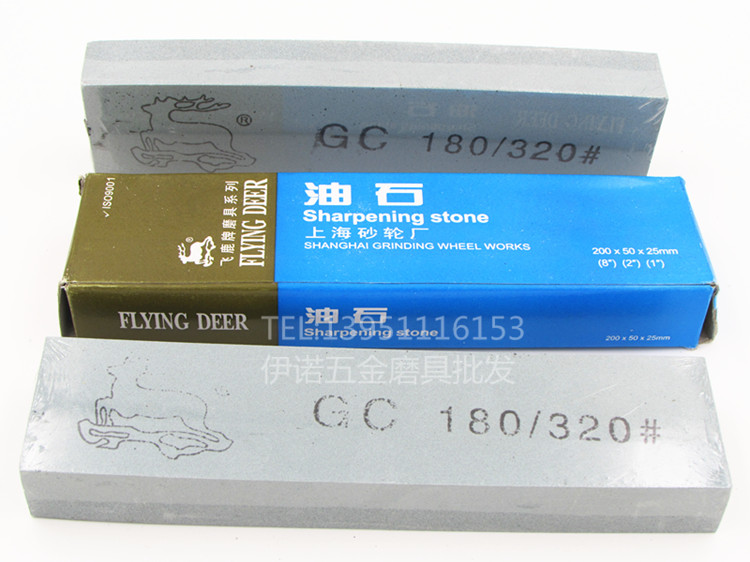 ®
GC 180/320#
✓ISO9001
飞鹿牌磨具系列
FLYING DEER
油石
Sharpening stone
上海砂轮厂
SHANGHAI GRINDING WHEEL WORKS
200 x 50 x 25mm
(8") (2") (1")
FLYING DEER
油石
Sharpening stone
200 x 50 x 25mm
TEL:13951116153
伊诺五金磨具批发
GC 180/320#